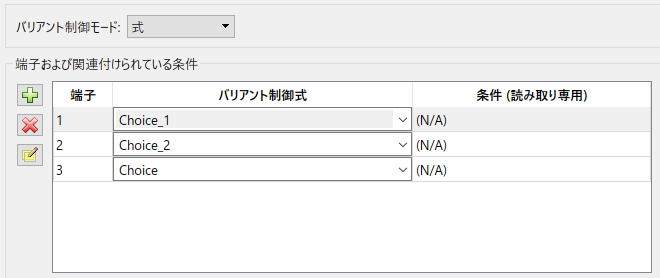 バリアント制御モード: 式
端子および関連付けられている条件
端子 バリアント制御式 条件 (読み取り専用)
1 Choice_1 (N/A)
2 Choice_2 (N/A)
3 Choice (N/A)